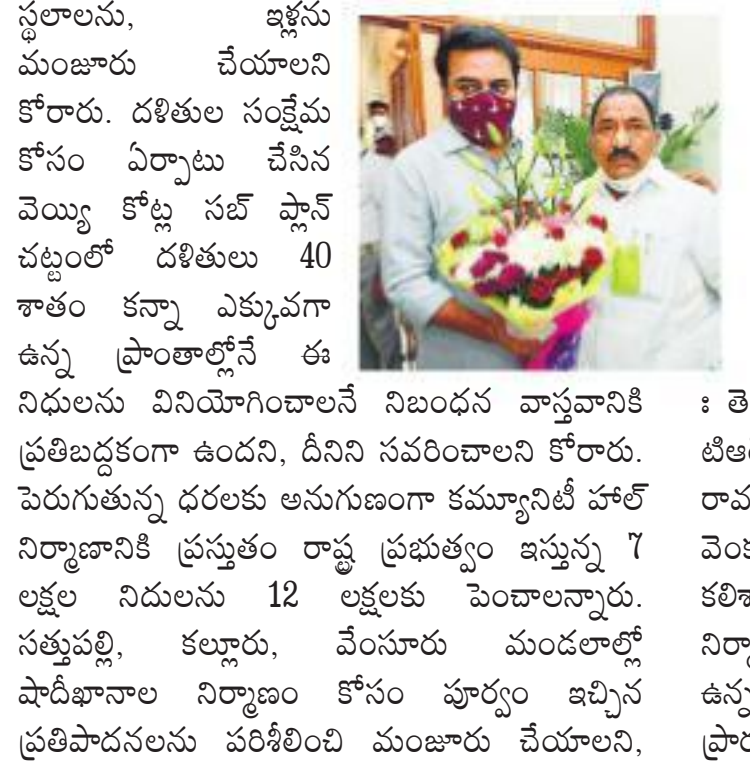 స్థలాలను, ఇళ్లను
మంజూరు చేయాలని
కోరారు. దళితుల సంక్షేమ
కోసం ఏర్పాటు చేసిన
వెయ్యి కోట్ల సబ్ ప్లాన్
చట్టంలో దళితులు 40
శాతం కన్నా ఎక్కువగా
ఉన్న ప్రాంతాల్లోనే ఈ
నిధులను వినియోగించాలనే నిబంధన వాస్తవానికి
ప్రతిబద్దకంగా ఉందని, దీనిని సవరించాలని కోరారు.
పెరుగుతున్న ధరలకు అనుగుణంగా కమ్యూనిటీ హాల్
నిర్మాణానికి ప్రస్తుతం రాష్ట్ర ప్రభుత్వం ఇస్తున్న 7
లక్షల నిదులను 12 లక్షలకు పెంచాలన్నారు.
సత్తుపల్లి, కల్లూరు, వేంసూరు మండలాల్లో
షాదీఖానాల నిర్మాణం కోసం పూర్వం ఇచ్చిన
ప్రతిపాదనలను పరిశీలించి మంజూరు చేయాలని,